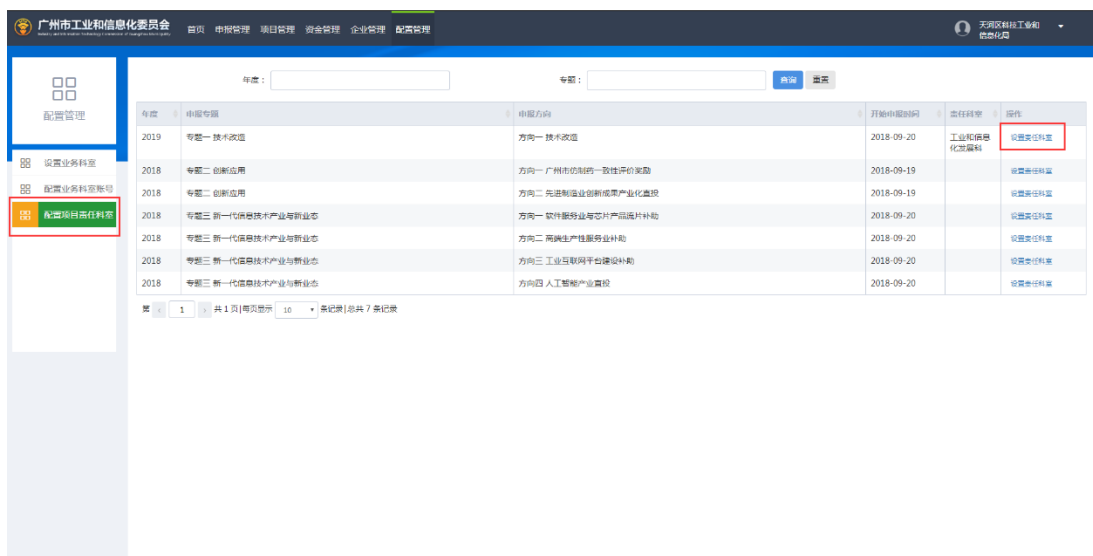 广州市工业和信息化委员会
首页 申报管理 项目管理 资金管理 企业管理 配置管理
天河区科技工业和
信息化局
配置管理
设置业务科室
配置业务科室账号
配置项目责任科室
年度： 专题： 查询 重置
年度 申报专题 申报方向 开始申报时间 责任科室 操作
2019 专题一 技术改造 方向一 技术改造 2018-09-20 工业和信息 设置责任科室
化发展科
2018 专题二 创新应用 方向一 广州市仿制药一致性评价奖励 2018-09-19 设置责任科室
2018 专题二 创新应用 方向二 先进制造业创新成果产业化直投 2018-09-19 设置责任科室
2018 专题三 新一代信息技术产业与新业态 方向一 软件服务业与芯片产品流片补助 2018-09-20 设置责任科室
2018 专题三 新一代信息技术产业与新业态 方向二 高端生产性服务业补助 2018-09-20 设置责任科室
2018 专题三 新一代信息技术产业与新业态 方向三 工业互联网平台建设补助 2018-09-20 设置责任科室
2018 专题三 新一代信息技术产业与新业态 方向四 人工智能产业直投 2018-09-20 设置责任科室
第 1 共 1 页|每页显示 10 条记录|总共 7 条记录